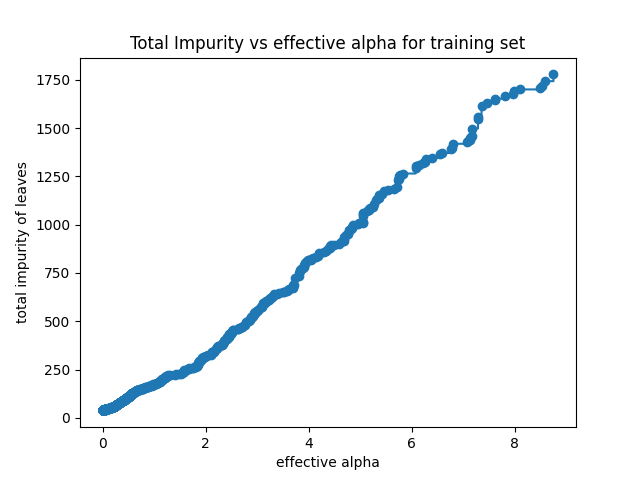 Total Impurity vs effective alpha for training set
1750
1500
1250
1000
750
500
250
0
total impurity of leaves
0 2 4 6 8
effective alpha